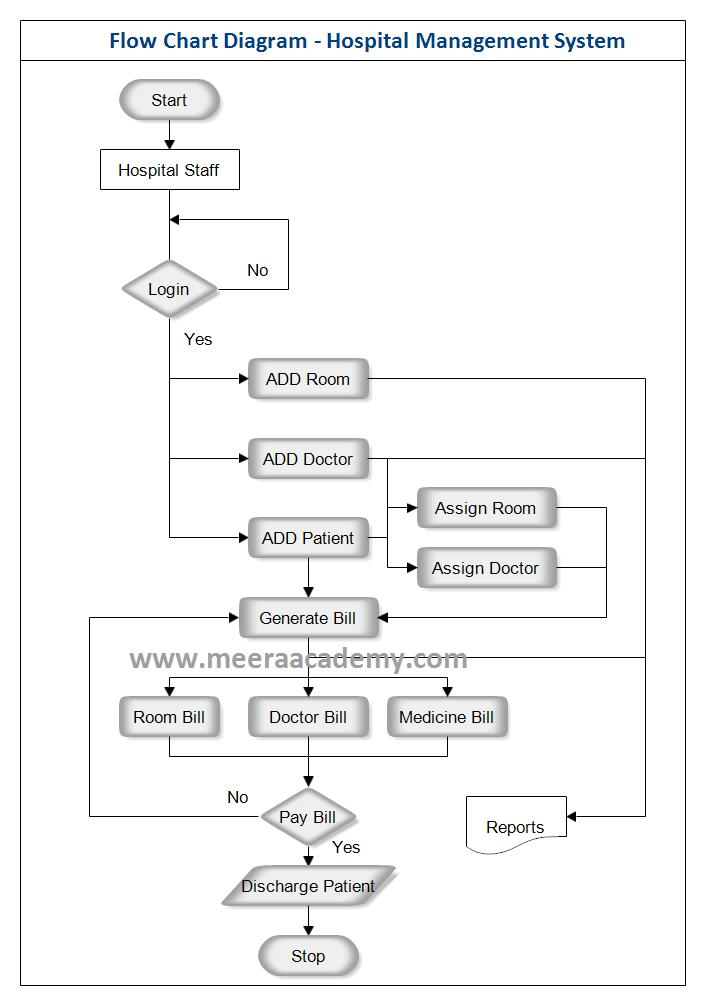 Flow Chart Diagram - Hospital Management System
Start
Hospital Staff
No
Login
Yes
ADD Room
ADD Doctor
Assign Room
ADD Patient
Assign Doctor
Generate Bill
www.meeraacademy.com
Room Bill
Doctor Bill
Medicine Bill
No
Pay Bill
Reports
Yes
Discharge Patient
Stop